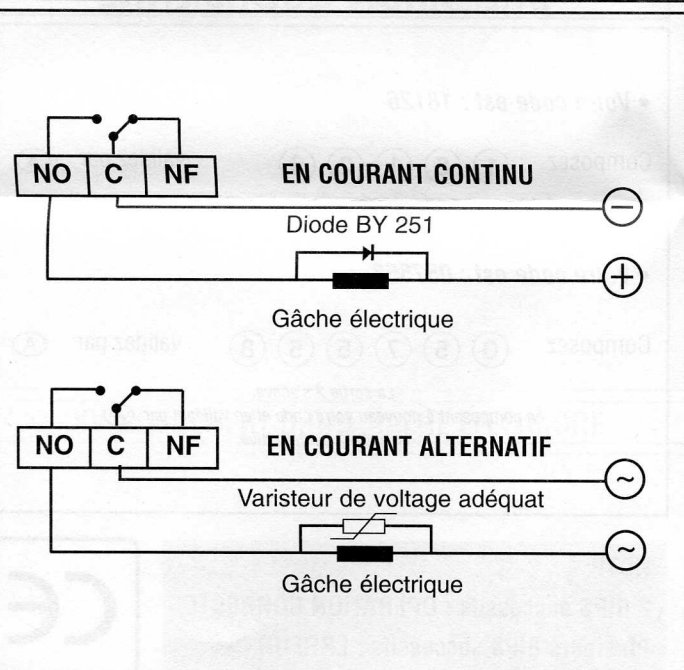 NO C NF EN COURANT CONTINU
−
Diode BY 251
+
Gâche électrique
NO C NF EN COURANT ALTERNATIF
~
Varisteur de voltage adéquat
~
Gâche électrique